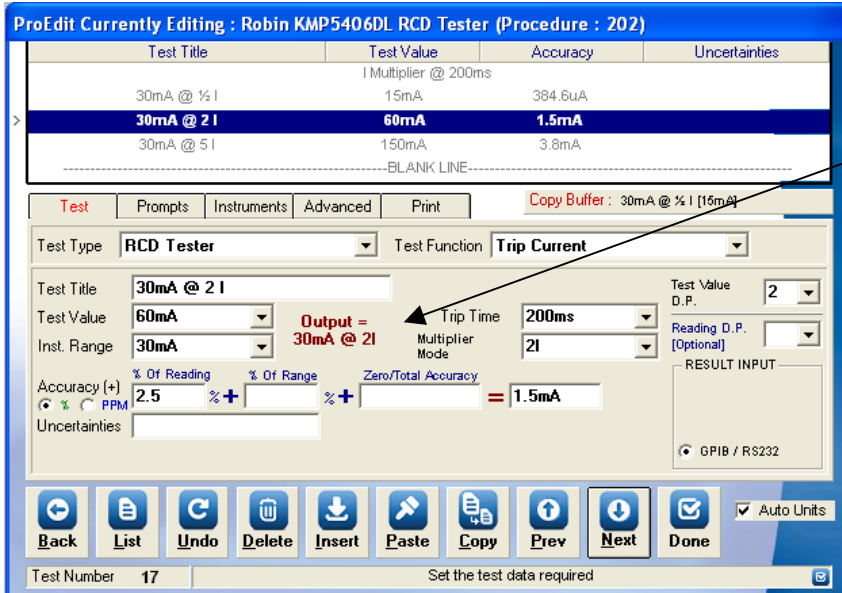 ProEdit Currently Editing : Robin KMP5406DL RCD Tester (Procedure : 202)
Test Title Test Value Accuracy Uncertainties
I Multiplier @ 200ms
30mA @ ½ I 15mA 384.6uA
> 30mA @ 2 I 60mA 1.5mA
30mA @ 5 I 150mA 3.8mA
BLANK LINE
Test Prompts Instruments Advanced Print Copy Buffer : 30mA @ ½ I [15mA]
Test Type RCD Tester Test Function Trip Current
Test Title 30mA @ 2 I Test Value D.P. 2
Test Value 60mA Output = 30mA @ 2I Trip Time 200ms
Inst. Range 30mA Multiplier Mode 2I Reading D.P. [Optional]
% Of Reading % Of Range Zero/Total Accuracy RESULT INPUT
Accuracy (+) % PPM 2.5 % + % + = 1.5mA
Uncertainties
GPIB / RS232
Back List Undo Delete Insert Paste Copy Prev Next Done Auto Units
Test Number 17 Set the test data required